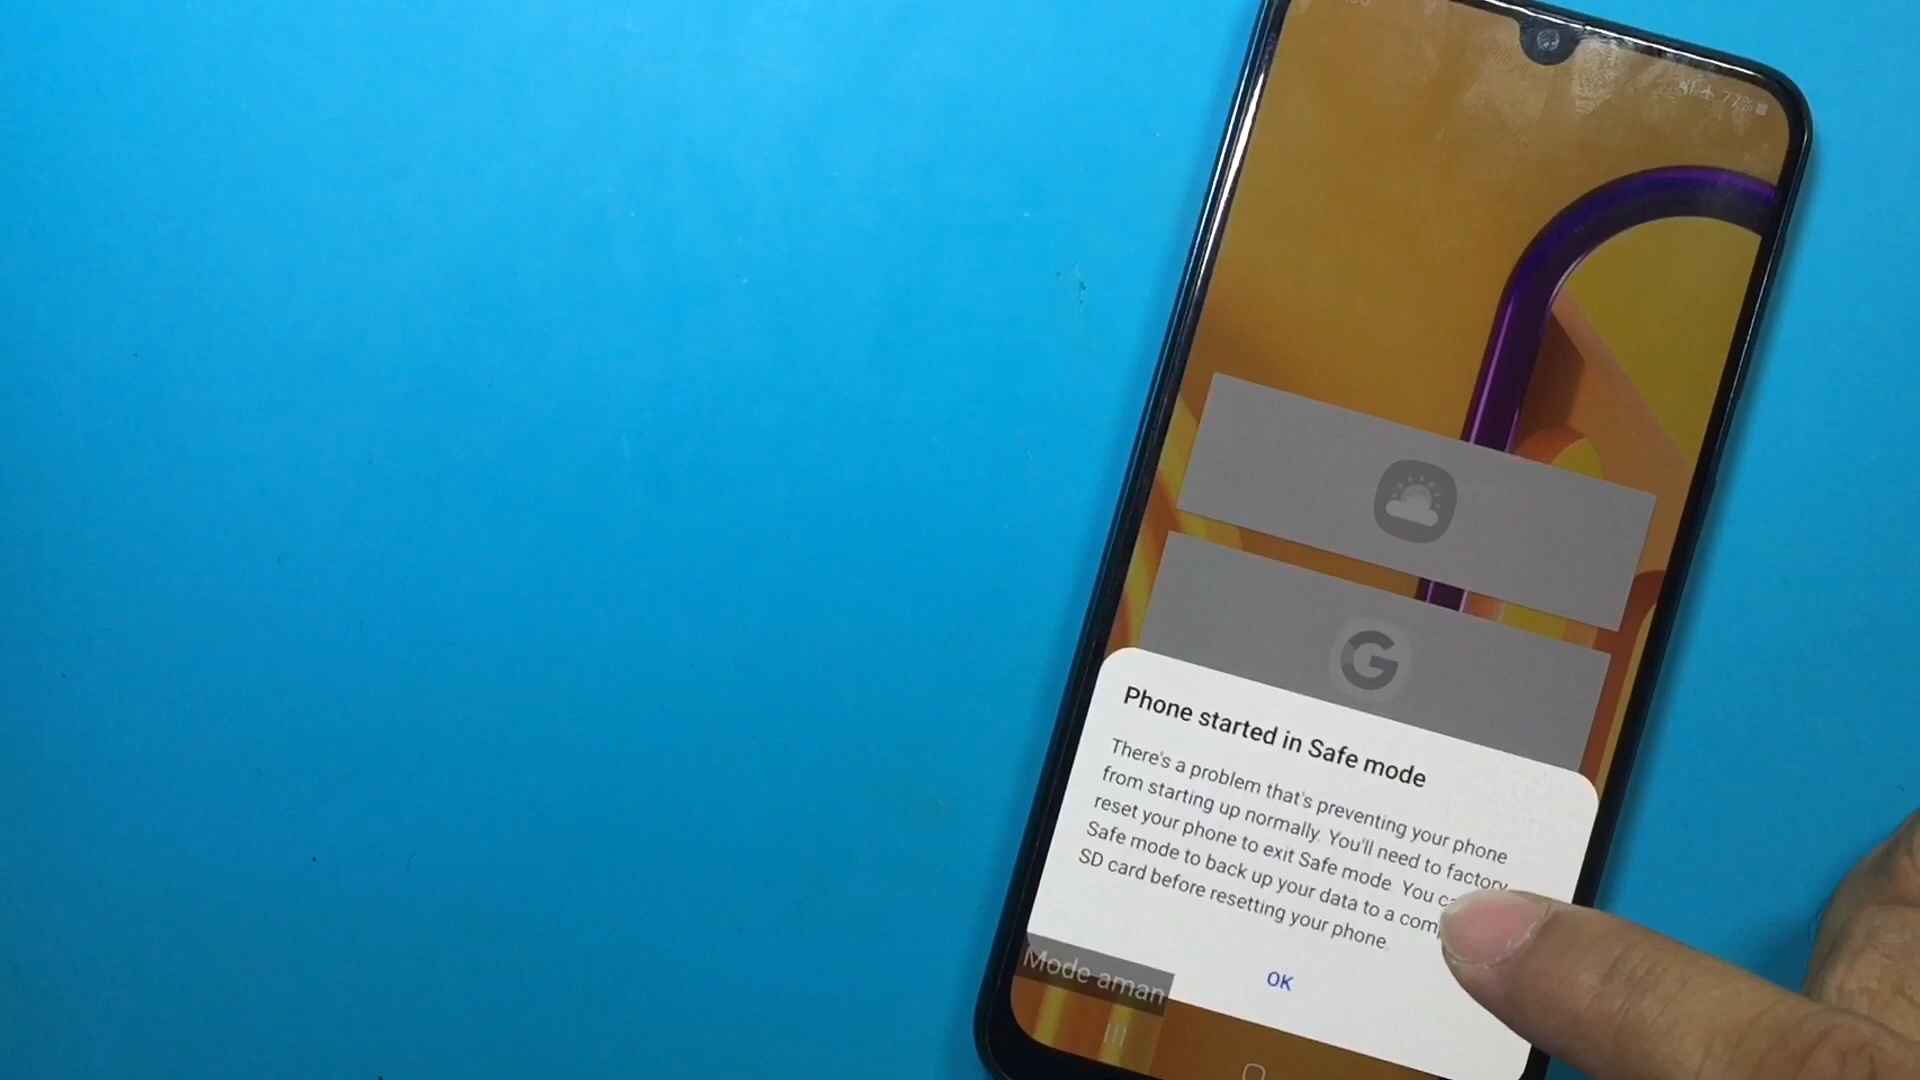 77%
Phone started in Safe mode
There's a problem that's preventing your phone
from starting up normally. You'll need to factory
reset your phone to exit Safe mode. You
Safe mode to back up your data to a
SD card before resetting your phone.
OK
Mode aman